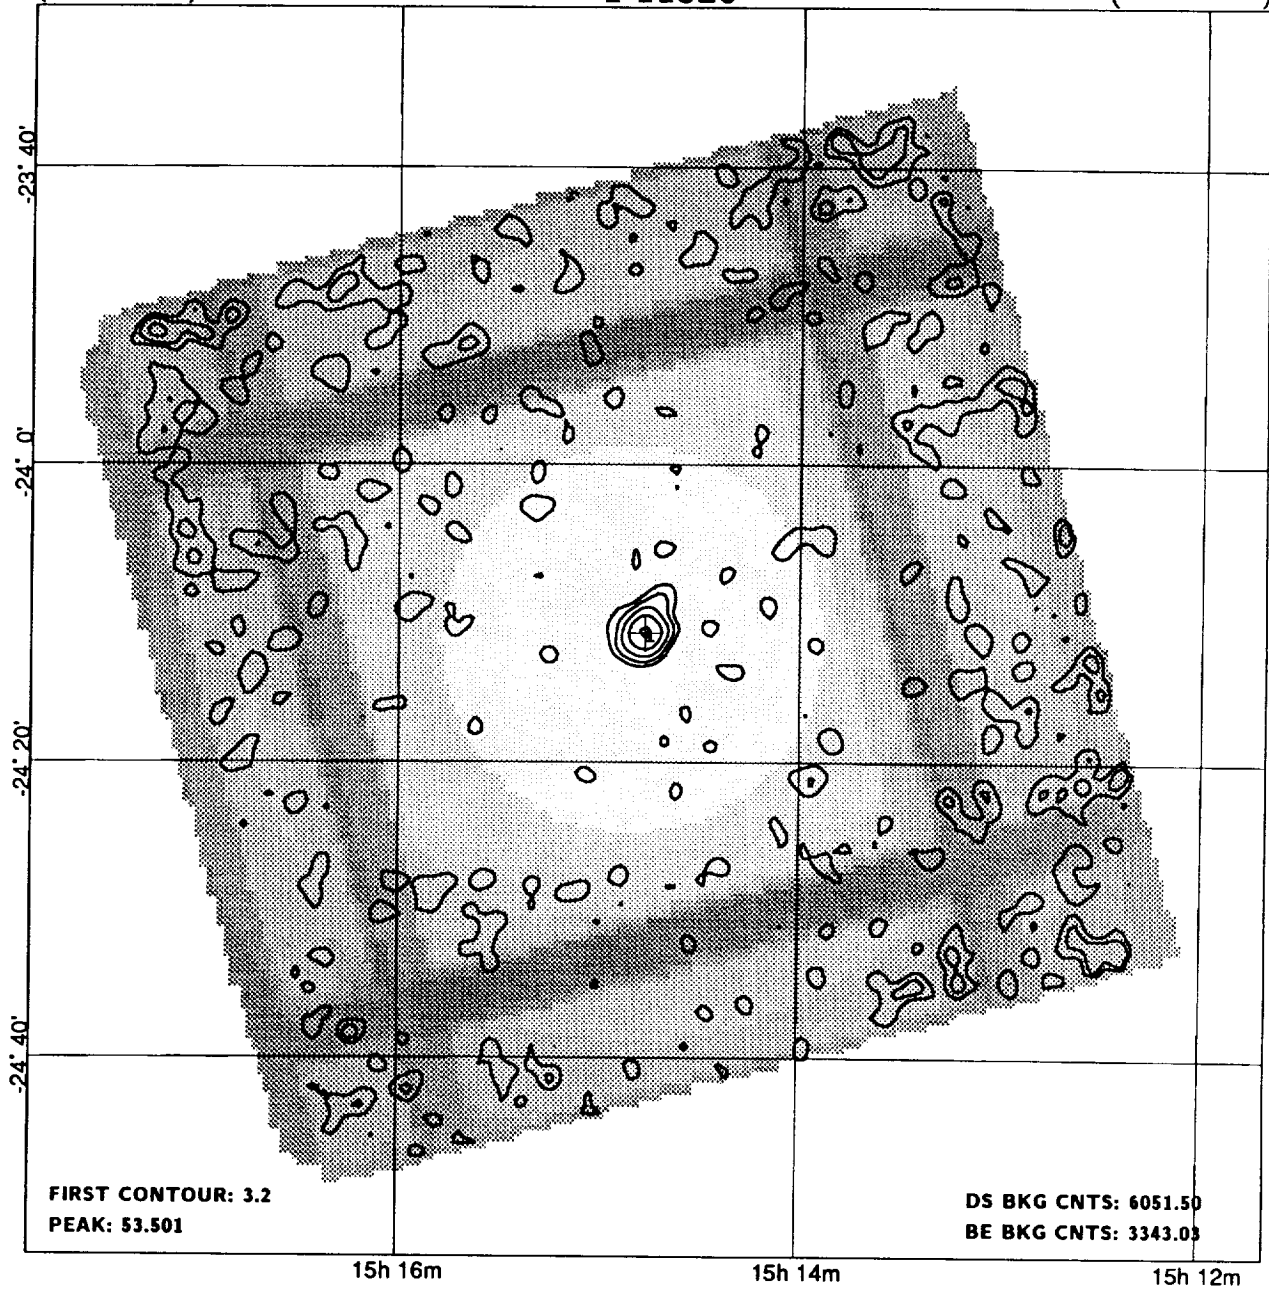 -23° 40'
-24° 0'
-24° 20'
-24° 40'
FIRST CONTOUR: 3.2
PEAK: 53.501
DS BKG CNTS: 6051.50
BE BKG CNTS: 3343.03
15h 16m
15h 14m
15h 12m